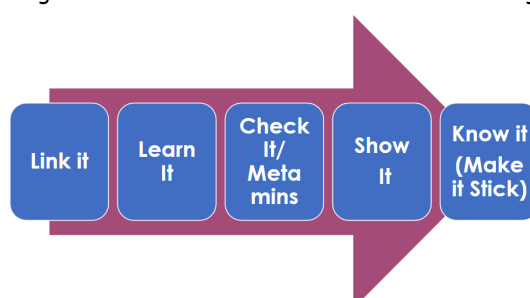 Link it
Learn
It
Check
It/
Meta
mins
Show
It
Know it
(Make
it Stick)